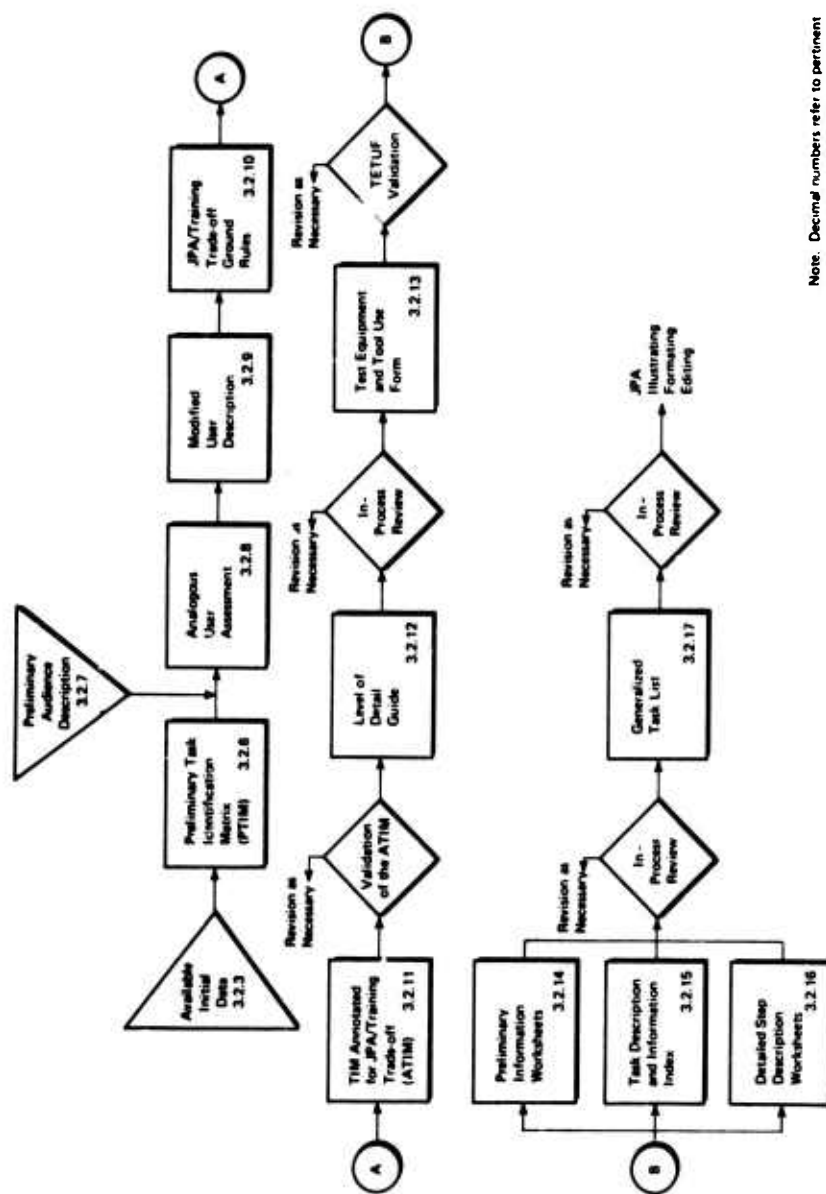 Available
Initial
Data
3.2.3
Preliminary Task
Identification
Matrix
(PTIM)
3.2.6
Preliminary
Audience
Description
3.2.7
Analogous
User
Assessment
3.2.8
Modified
User
Description
3.2.9
JPA/Training
Trade-off
Ground
Rules
3.2.10
A
A
TIM Annotated
for JPA/Training
Trade-off
(ATIM)
3.2.11
Revision as
Necessary
Validation
of the ATIM
Level of
Detail
Guide
3.2.12
Revision as
Necessary
In-
Process
Review
Test Equipment
and Tool Use
Form
3.2.13
Revision as
Necessary
TETUF
Validation
B
B
Preliminary
Information
Worksheets
3.2.14
Task Description
and Information
Index
3.2.15
Detailed Step
Description
Worksheets
3.2.16
Revision as
Necessary
In-
Process
Review
Generalized
Task List
3.2.17
Revision as
Necessary
In-
Process
Review
JPA
Illustrating
Formating
Editing
Note. Decimal numbers refer to pertinent